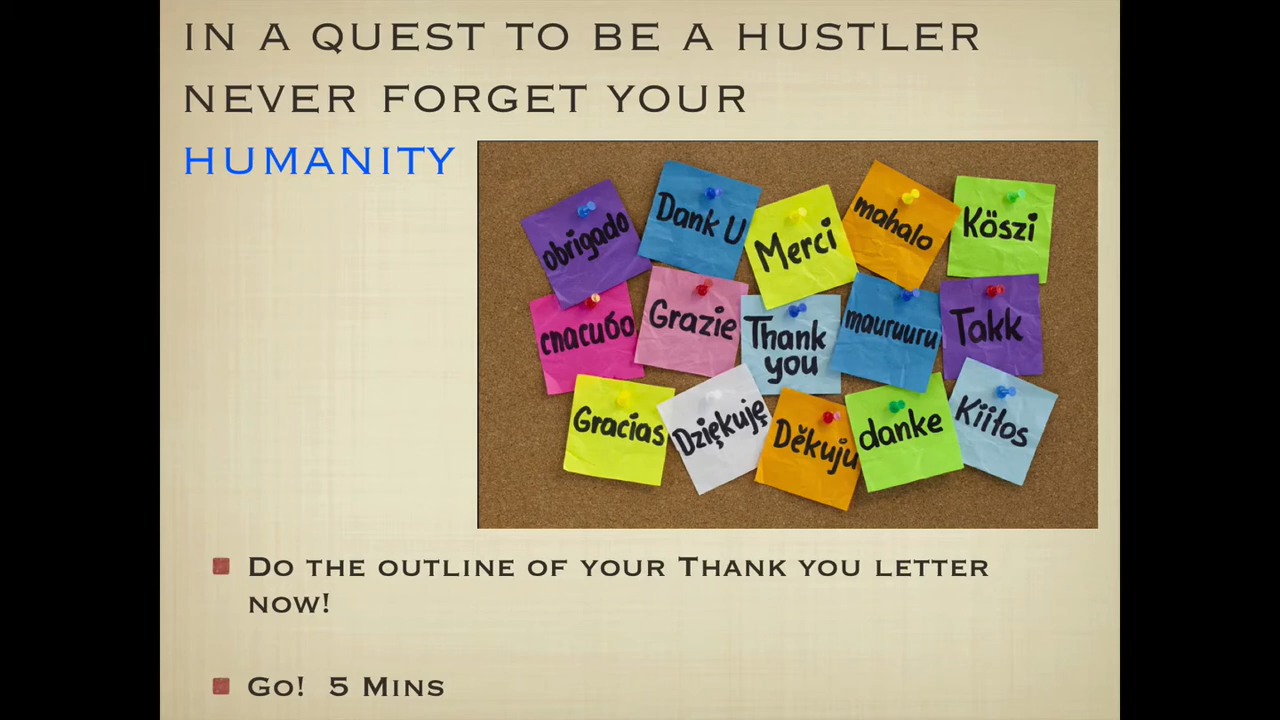 IN A QUEST TO BE A HUSTLER
NEVER FORGET YOUR
HUMANITY
obrigado
Dank U
Merci
mahalo
Köszi
спасибо
Grazie
Thank
you
mauruuru
Takk
Gracias
Dziękuję
Děkuju
danke
Kiitos
Do the outline of your Thank you letter
now!
Go! 5 Mins